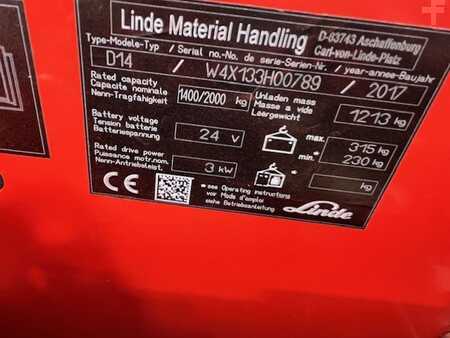 Linde Material Handling
D-63743 Aschaffenburg
Carl-von-Linde-Platz
Type-Modele-Typ / Serial no.-No. de serie-Serien-Nr. / year-annee-Baujahr
D14 / W4X133H00789 / 2017
Rated capacity
Capacite nominale
Nenn-Tragfähigkeit
1400/2000 kg
Unladen mass
Masse a vide
Leergewicht
1213 kg
Battery voltage
Tension batterie
Batteriespannung
24 V
max. 315 kg
min.* 230 kg
Rated drive power
Puissance motr.nom.
Nenn-Antriebsleist.
3 kW
kg
CE
* see Operating instructions
voir Mode d'emploi
siehe Betriebsanleitung
Linde